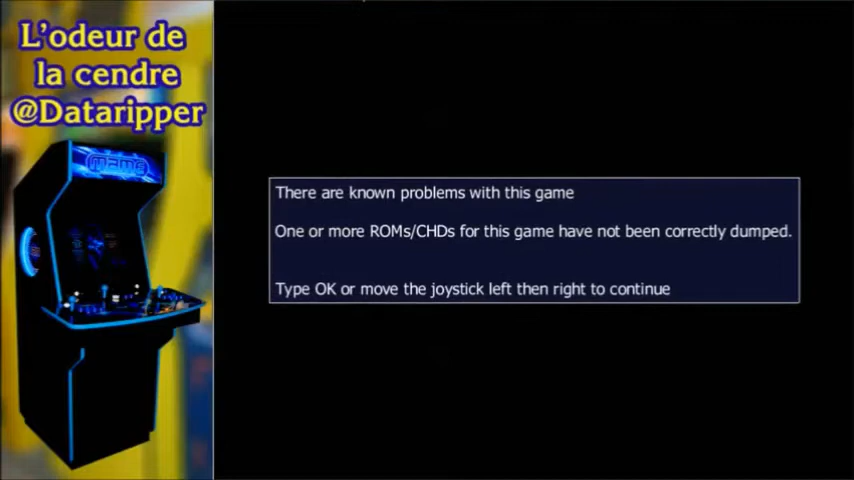 L'odeur de
la cendre
@Dataripper
MAME
There are known problems with this game
One or more ROMs/CHDs for this game have not been correctly dumped.
Type OK or move the joystick left then right to continue